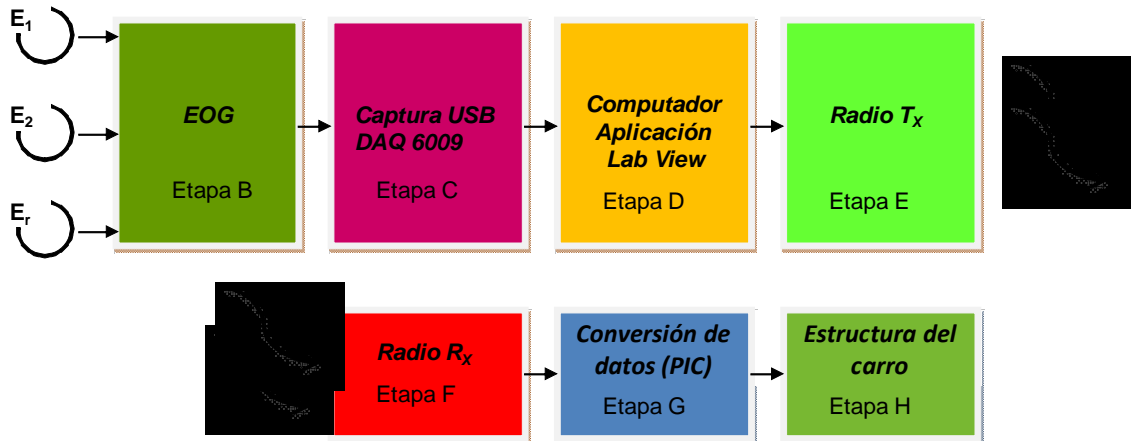 E1
E2
Er
EOG
Etapa B
Captura USB
DAQ 6009
Etapa C
Computador
Aplicación
Lab View
Etapa D
Radio TX
Etapa E
Radio RX
Etapa F
Conversión de
datos (PIC)
Etapa G
Estructura del
carro
Etapa H